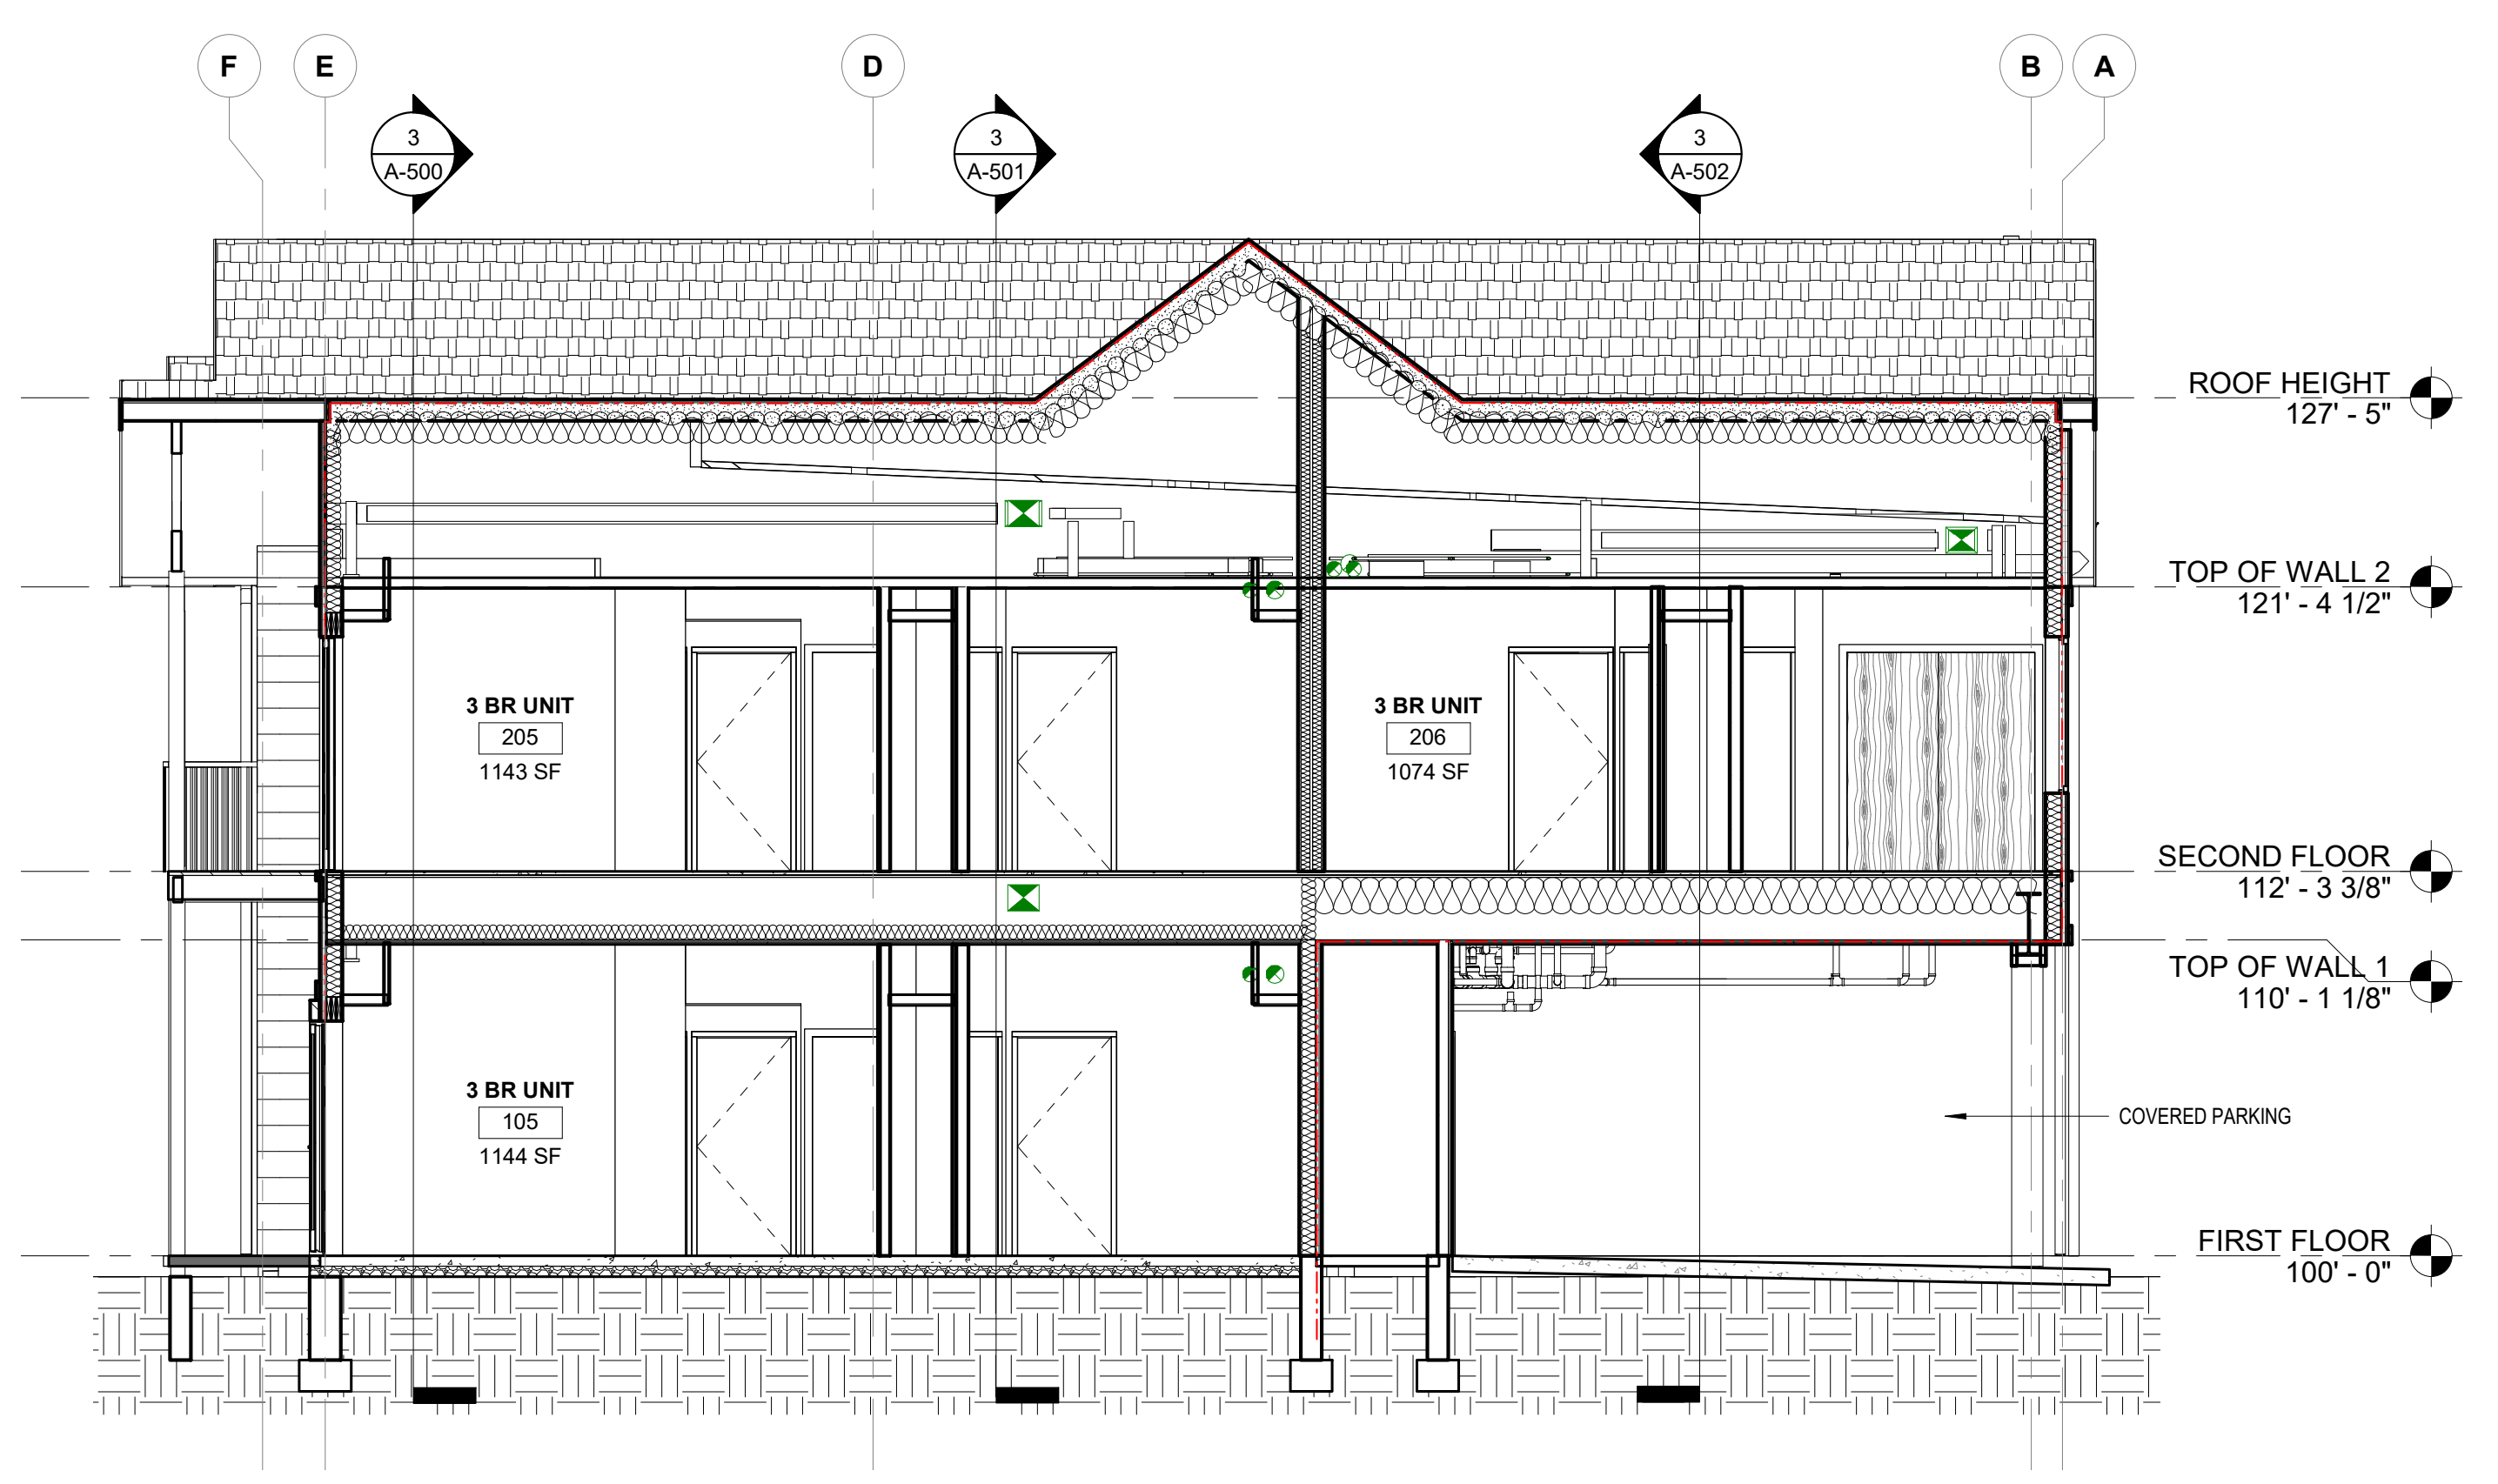 F
E
D
B
A
3
A-500
3
A-501
3
A-502
ROOF HEIGHT
127' - 5"
TOP OF WALL 2
121' - 4 1/2"
3 BR UNIT
205
1143 SF
3 BR UNIT
206
1074 SF
SECOND FLOOR
112' - 3 3/8"
TOP OF WALL 1
110' - 1 1/8"
3 BR UNIT
105
1144 SF
COVERED PARKING
FIRST FLOOR
100' - 0"